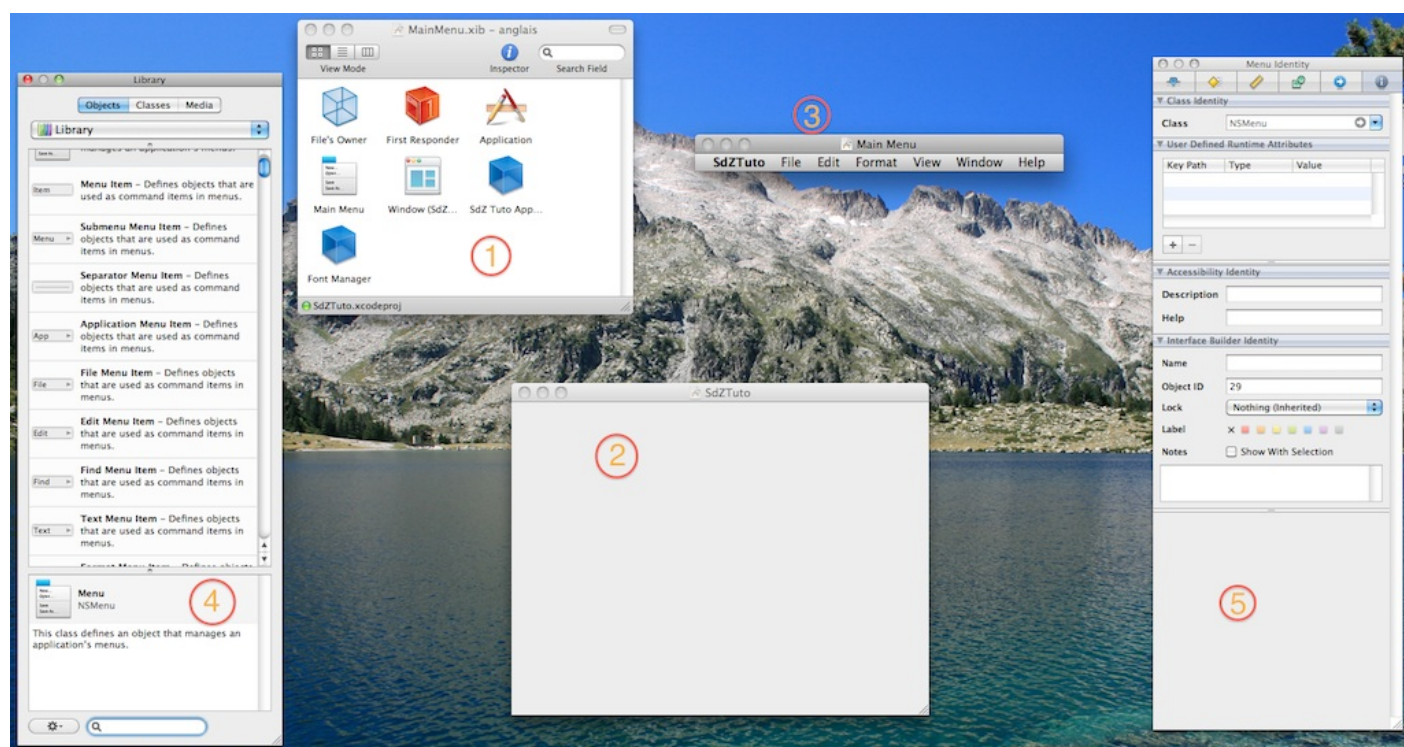 Library
Objects Classes Media
Library
manages an application's menus.
Item
Menu Item – Defines objects that are
used as command items in menus.
Menu
Submenu Menu Item – Defines
objects that are used as command
items in menus.
Separator Menu Item – Defines
objects that are used as command
items in menus.
App
Application Menu Item – Defines
objects that are used as command
items in menus.
File
File Menu Item – Defines objects
that are used as command items in
menus.
Edit
Edit Menu Item – Defines objects
that are used as command items in
menus.
Find
Find Menu Item – Defines objects
that are used as command items in
menus.
Text
Text Menu Item – Defines objects
that are used as command items in
menus.
Format Menu Item – Defines objects
Menu
NSMenu
4
This class defines an object that manages an
application's menus.
MainMenu.xib – anglais
View Mode Inspector Search Field
File's Owner First Responder Application
Main Menu Window (SdZ... SdZ Tuto App...
Font Manager
1
SdZTuto.xcodeproj
3
Main Menu
SdZTuto File Edit Format View Window Help
SdZTuto
2
Menu Identity
Class Identity
Class NSMenu
User Defined Runtime Attributes
Key Path Type Value
+ −
Accessibility Identity
Description
Help
Interface Builder Identity
Name
Object ID 29
Lock Nothing (Inherited)
Label
Notes Show With Selection
5